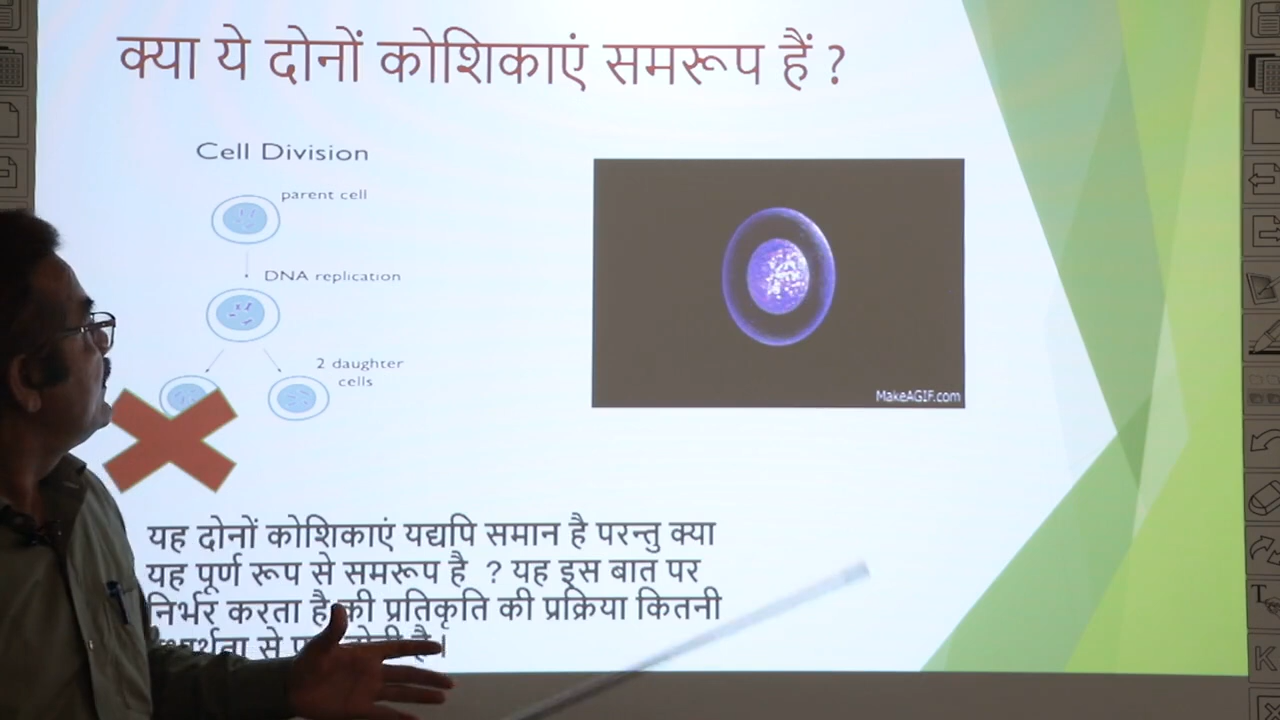 क्या ये दोनों कोशिकाएं समरूप हैं ?
Cell Division
parent cell
DNA replication
2 daughter
cells
MakeAGIF.com
यह दोनों कोशिकाएं यद्यपि समान है परन्तु क्या
यह पूर्ण रूप से समरूप है ? यह इस बात पर
निर्भर करता है की प्रतिकृति की प्रक्रिया कितनी
से है।